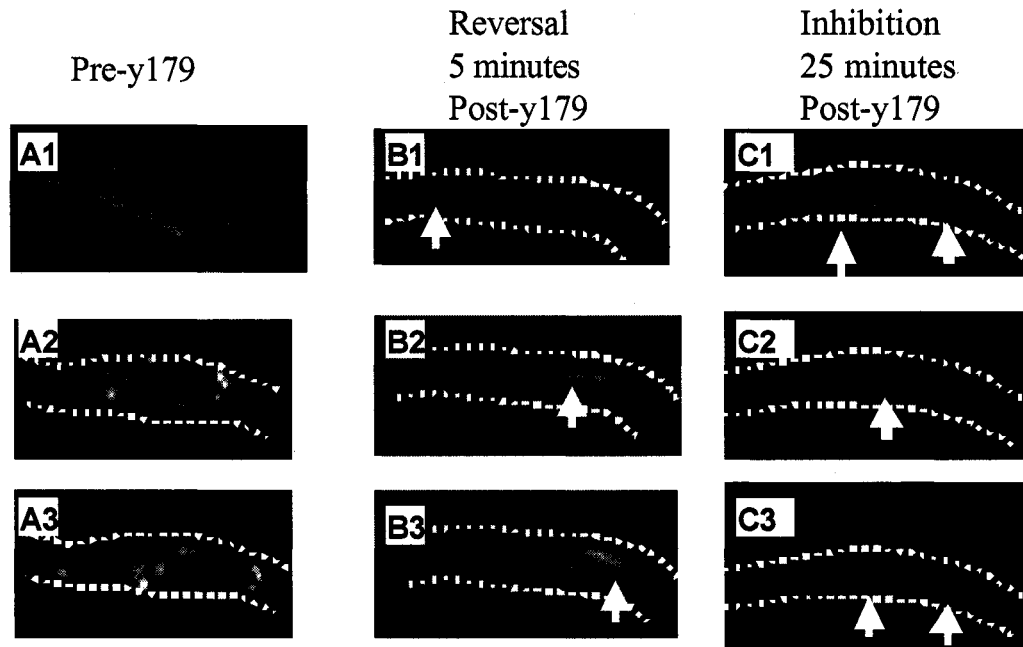 Pre-y179
Reversal
5 minutes
Post-y179
Inhibition
25 minutes
Post-y179
A1
B1
C1
A2
B2
C2
A3
B3
C3